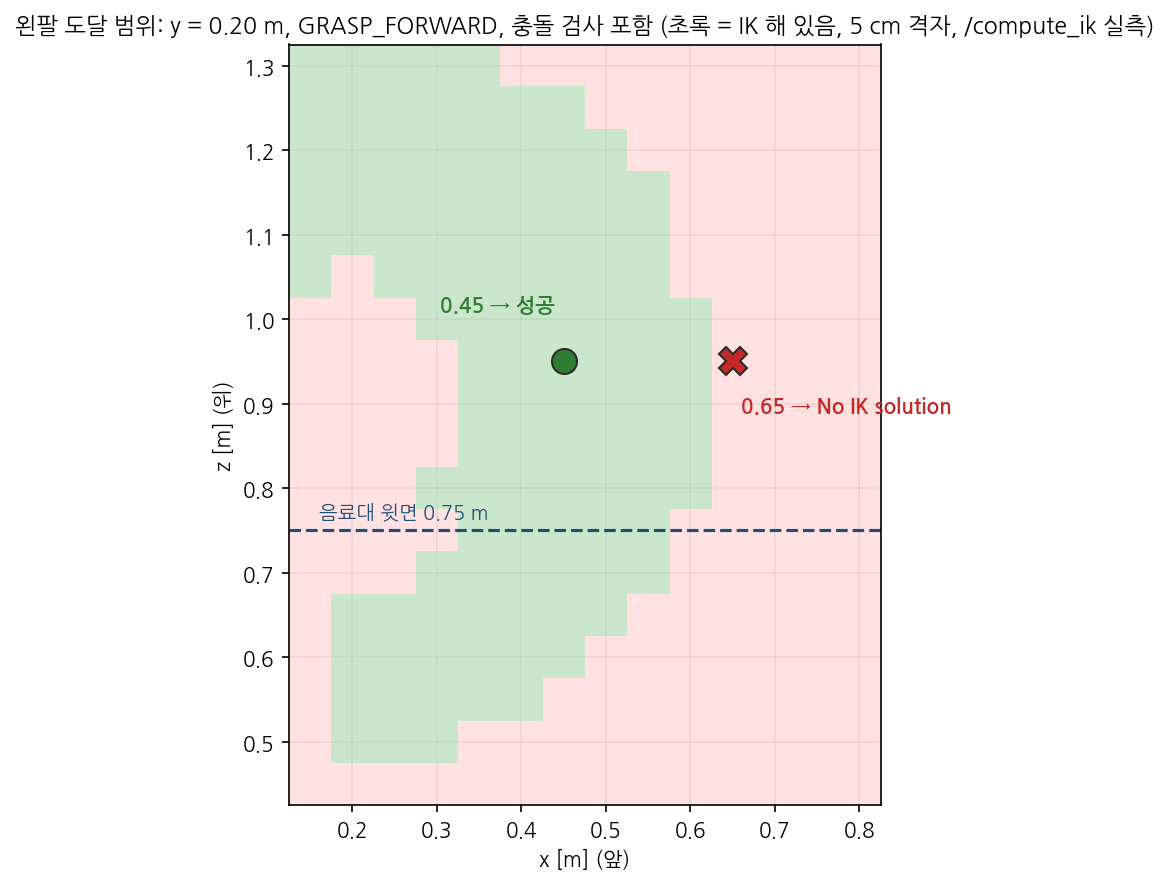 왼팔 도달 범위: y = 0.20 m, GRASP_FORWARD, 충돌 검사 포함 (초록 = IK 해 있음, 5 cm 격자, /compute_ik 실측)
1.3
1.2
1.1
1.0
0.9
0.8
0.7
0.6
0.5
z [m] (위)
0.45 → 성공
0.65 → No IK solution
음료대 윗면 0.75 m
0.2 0.3 0.4 0.5 0.6 0.7 0.8
x [m] (앞)